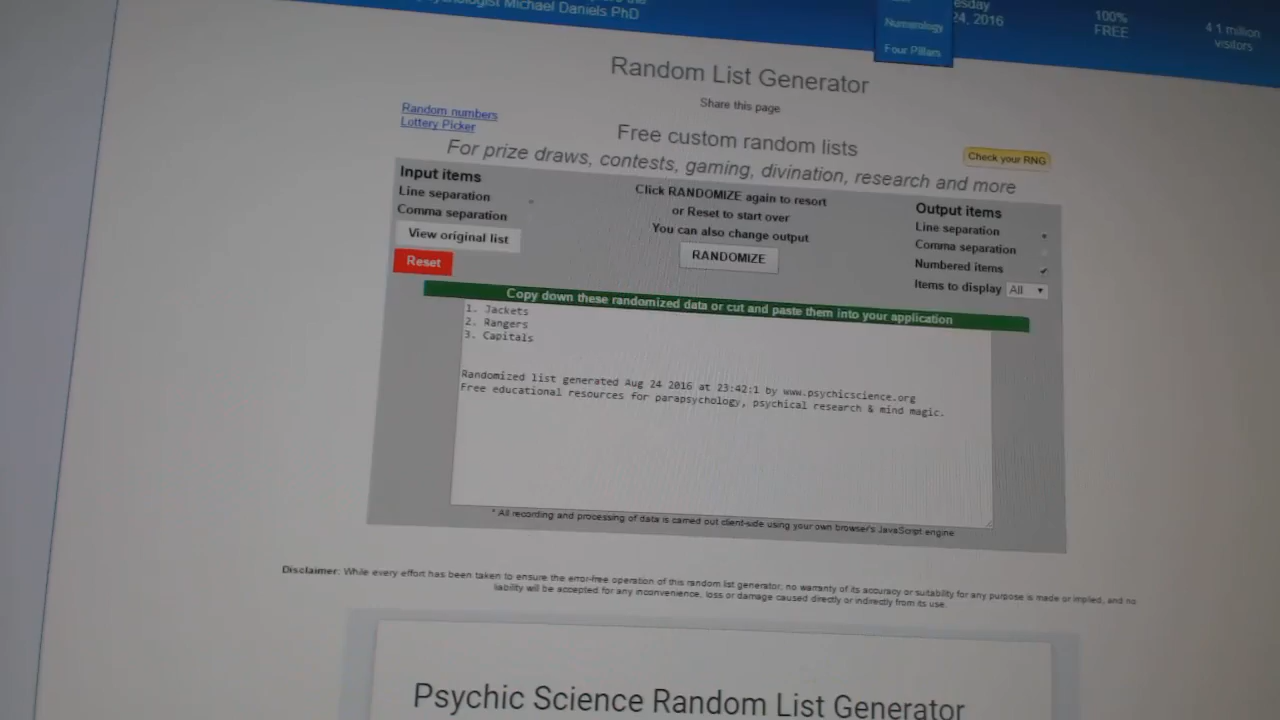 Michael Daniels PhD
Numerology
Four Pillars
24, 2016
100%
FREE
4.1 million
visitors
Random List Generator
Share this page
Random numbers
Lottery Picker
Free custom random lists
For prize draws, contests, gaming, divination, research and more
Check your RNG
Input items
Line separation
Comma separation
View original list
Reset
Click RANDOMIZE again to resort
or Reset to start over
You can also change output
RANDOMIZE
Output items
Line separation
Comma separation
Numbered items
Items to display All
Copy down these randomized data or cut and paste them into your application
1. Jackets
2. Rangers
3. Capitals
Randomized list generated Aug 24 2016 at 23:42:1 by www.psychicscience.org
Free educational resources for parapsychology, psychical research & mind magic.
* All recording and processing of data is carried out client-side using your own browser's JavaScript engine
Disclaimer: While every effort has been taken to ensure the error-free operation of this random list generator, no warranty of its accuracy or suitability for any purpose is made or implied, and no
liability will be accepted for any inconvenience, loss or damage caused directly or indirectly from its use.
Psychic Science Random List Generator